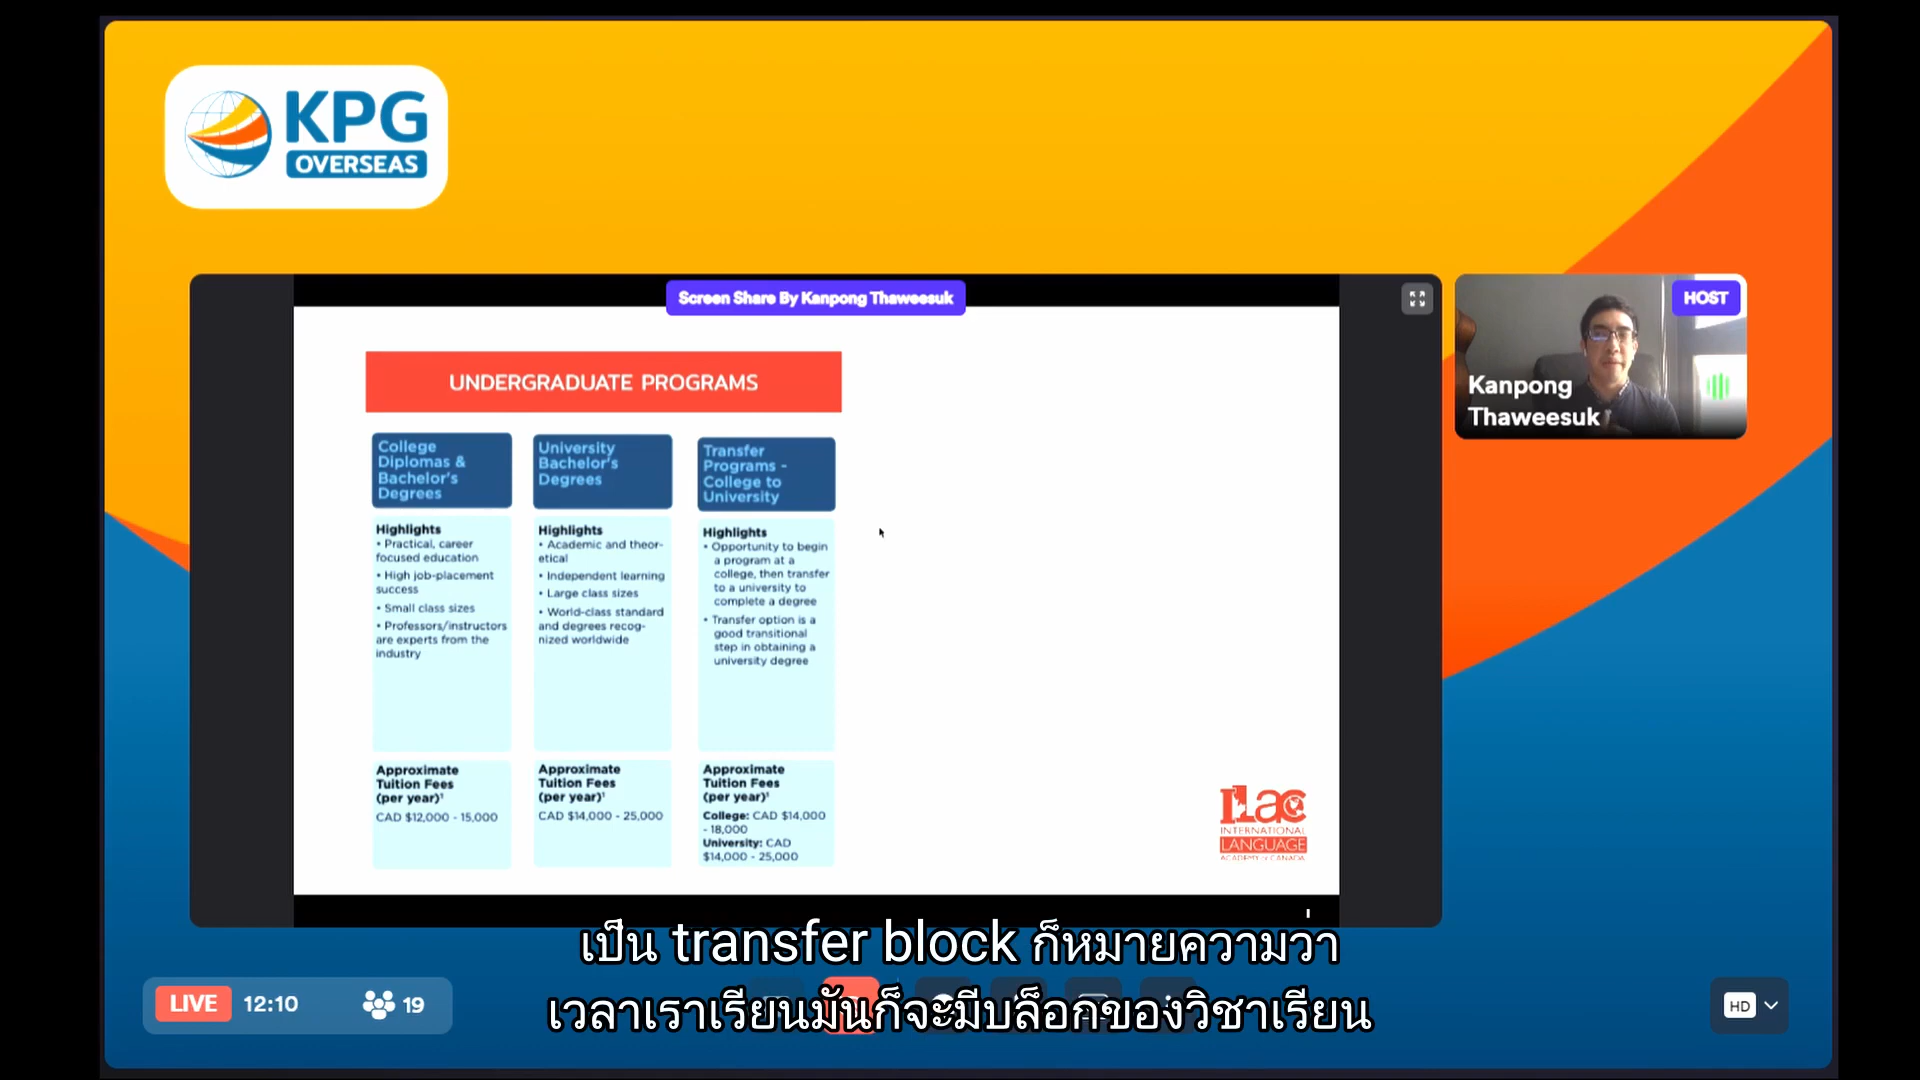 KPG
OVERSEAS
Screen Share By Kanpong Thaweesuk
HOST
Kanpong
Thaweesuk
UNDERGRADUATE PROGRAMS
College
Diplomas &
Bachelor's
Degrees
Highlights
• Practical, career
focused education
• High job-placement
success
• Small class sizes
• Professors/instructors
are experts from the
industry
Approximate
Tuition Fees
(per year)¹
CAD $12,000 - 15,000
University
Bachelor's
Degrees
Highlights
• Academic and theor-
etical
• Independent learning
• Large class sizes
• World-class standard
and degrees recog-
nized worldwide
Approximate
Tuition Fees
(per year)¹
CAD $14,000 - 25,000
Transfer
Programs -
College to
University
Highlights
• Opportunity to begin
a program at a
college, then transfer
to a university to
complete a degree
• Transfer option is a
good transitional
step in obtaining a
university degree
Approximate
Tuition Fees
(per year)¹
College: CAD $14,000
- 18,000
University: CAD
$14,000 - 25,000
ILAC
INTERNATIONAL
LANGUAGE
ACADEMY OF CANADA
เป็น transfer block ก็หมายความว่า
เวลาเราเรียนมันก็จะมีบล็อกของวิชาเรียน
LIVE 12:10 19
HD